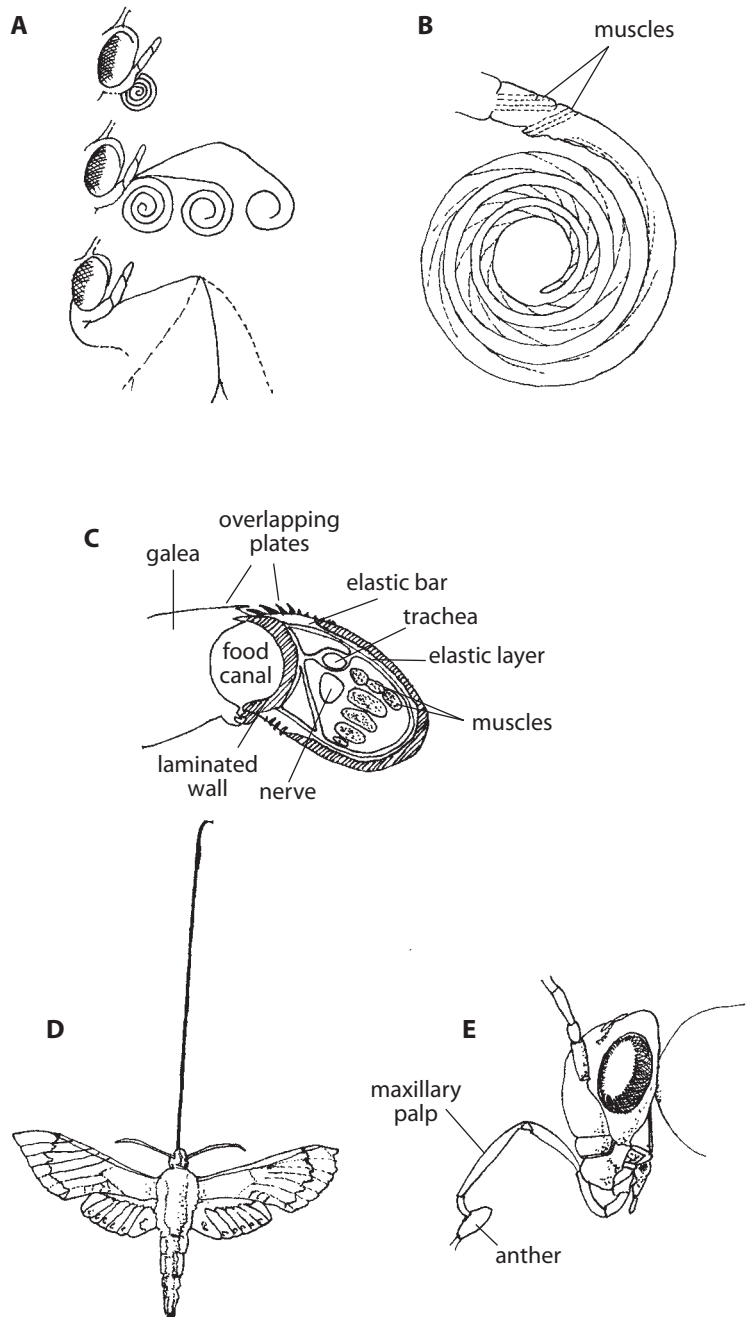 A
B
muscles
C
overlapping
plates
galea
elastic bar
trachea
food
canal
elastic layer
muscles
laminated
wall
nerve
D
E
maxillary
palp
anther